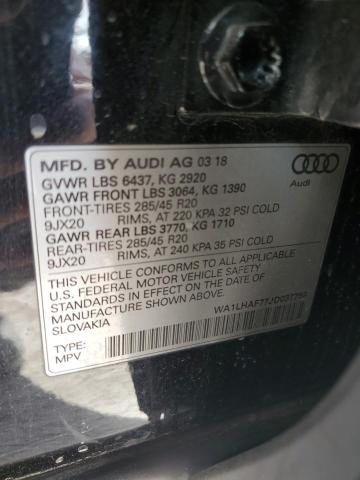 MFD. BY AUDI AG 03 18
GVWR LBS 6437, KG 2920
GAWR FRONT LBS 3064, KG 1390
FRONT-TIRES 285/45 R20
9JX20 RIMS, AT 220 KPA 32 PSI COLD
GAWR REAR LBS 3770, KG 1710
REAR-TIRES 285/45 R20
9JX20 RIMS, AT 240 KPA 35 PSI COLD
THIS VEHICLE CONFORMS TO ALL APPLICABLE
U.S. FEDERAL MOTOR VEHICLE SAFETY STANDARDS
IN EFFECT ON THE DATE OF
MANUFACTURE SHOWN ABOVE
SLOVAKIA
TYPE:
MPV